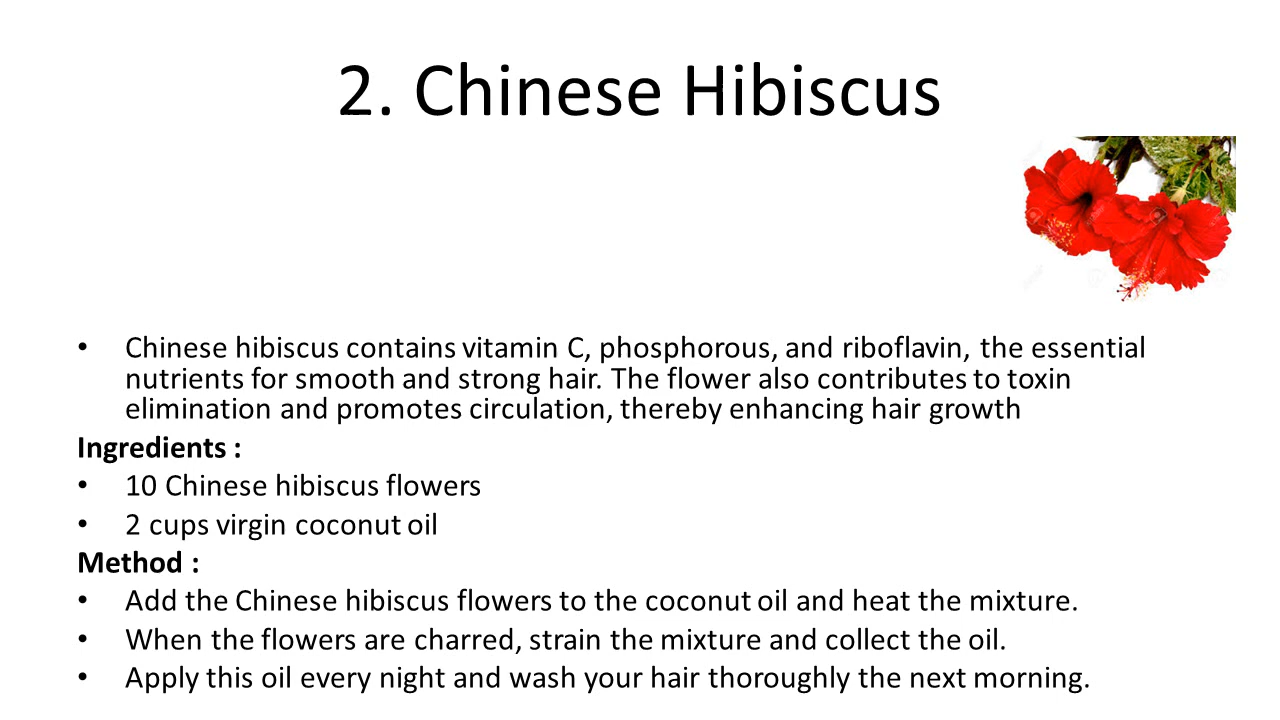 2. Chinese Hibiscus
• Chinese hibiscus contains vitamin C, phosphorous, and riboflavin, the essential
nutrients for smooth and strong hair. The flower also contributes to toxin
elimination and promotes circulation, thereby enhancing hair growth
Ingredients :
• 10 Chinese hibiscus flowers
• 2 cups virgin coconut oil
Method :
• Add the Chinese hibiscus flowers to the coconut oil and heat the mixture.
• When the flowers are charred, strain the mixture and collect the oil.
• Apply this oil every night and wash your hair thoroughly the next morning.